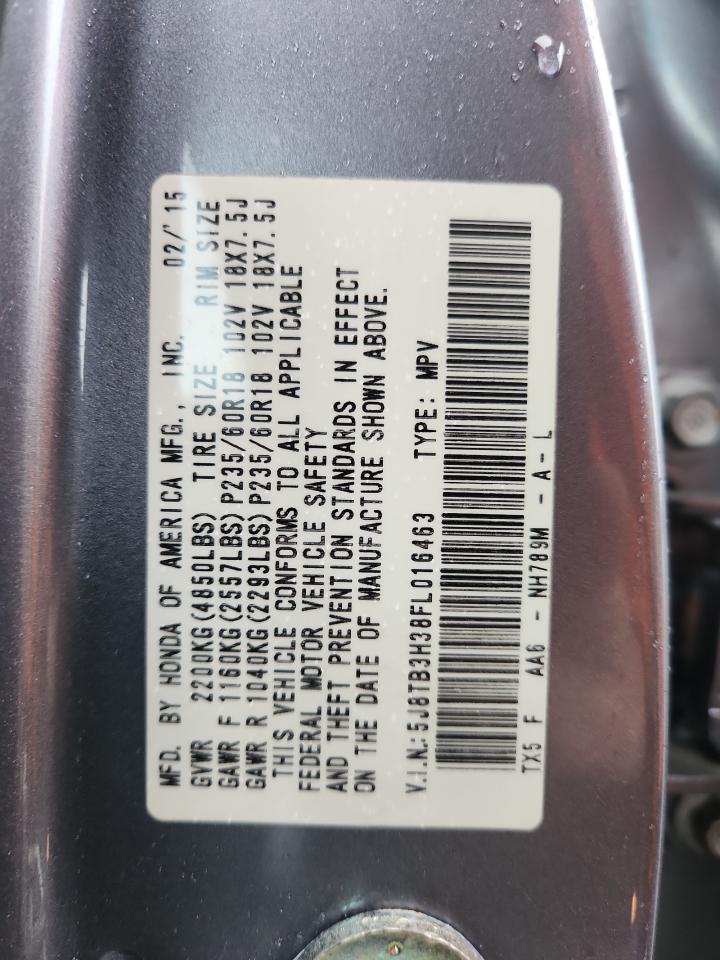 MFD. BY HONDA OF AMERICA MFG., INC. 02/'15
GVWR 2200KG(4850LBS) TIRE SIZE RIM SIZE
GAWR F 1160KG(2557LBS) P235/60R18 102V 18X7.5J
GAWR R 1040KG(2293LBS) P235/60R18 102V 18X7.5J
THIS VEHICLE CONFORMS TO ALL APPLICABLE
FEDERAL MOTOR VEHICLE SAFETY
AND THEFT PREVENTION STANDARDS IN EFFECT
ON THE DATE OF MANUFACTURE SHOWN ABOVE.
V.I.N.: 5J8TB3H38FL016463 TYPE: MPV
TX5 F AA6 - NH789M - A - L